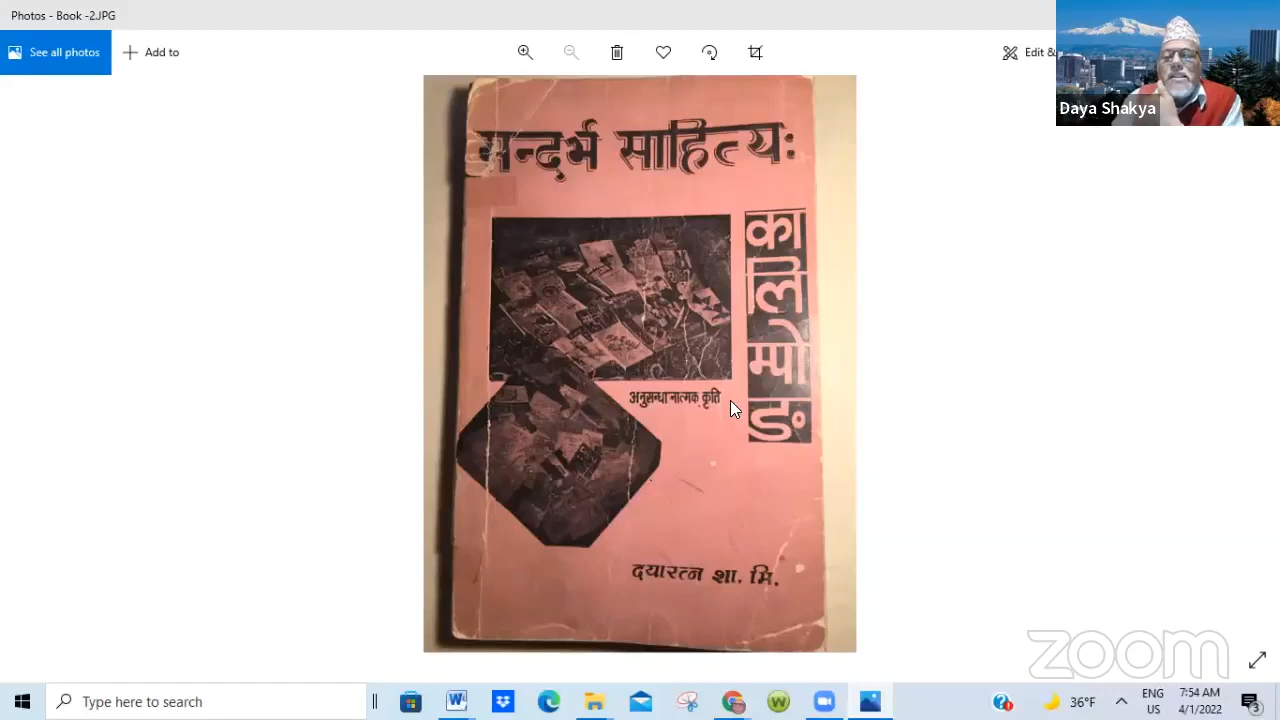 Photos - Book -2.JPG
See all photos
Add to
Edit &
Daya Shakya
सन्दर्भ साहित्य:
कालिम्पोङ
अनुसन्धानात्मक कृति
दयारत्न शा. मि.
zoom
Type here to search
36°F
ENG
US
7:54 AM
4/1/2022
3